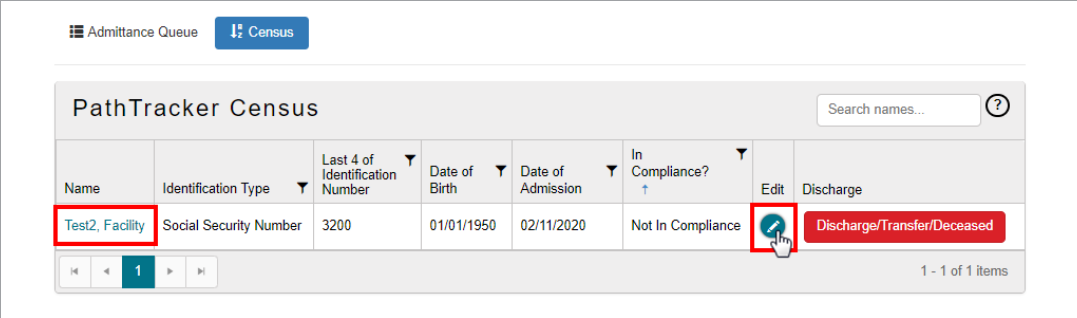 Admittance Queue Census
PathTracker Census
Search names... ?
Name Identification Type Last 4 of Identification Number Date of Birth Date of Admission In Compliance? ↑ Edit Discharge
Test2, Facility Social Security Number 3200 01/01/1950 02/11/2020 Not In Compliance Discharge/Transfer/Deceased
1 1 - 1 of 1 items